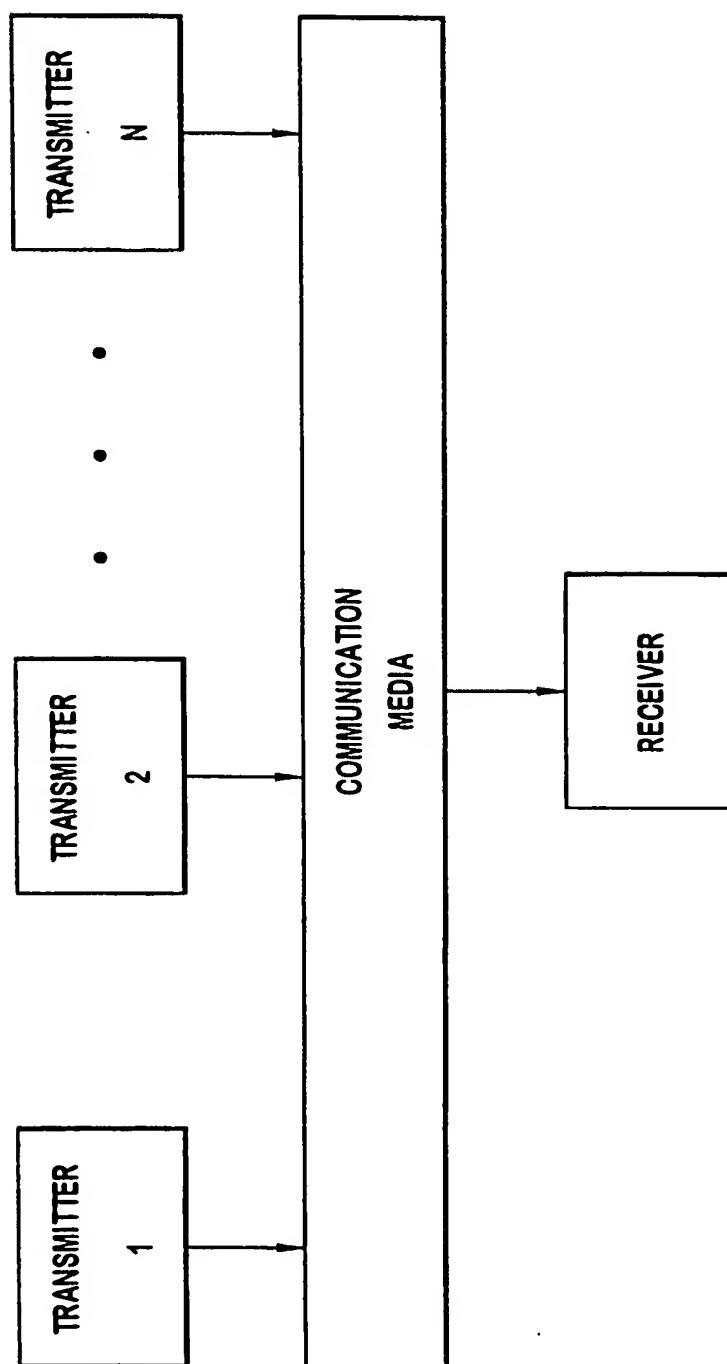 TRANSMITTER
1
TRANSMITTER
2
TRANSMITTER
N
COMMUNICATION
MEDIA
RECEIVER